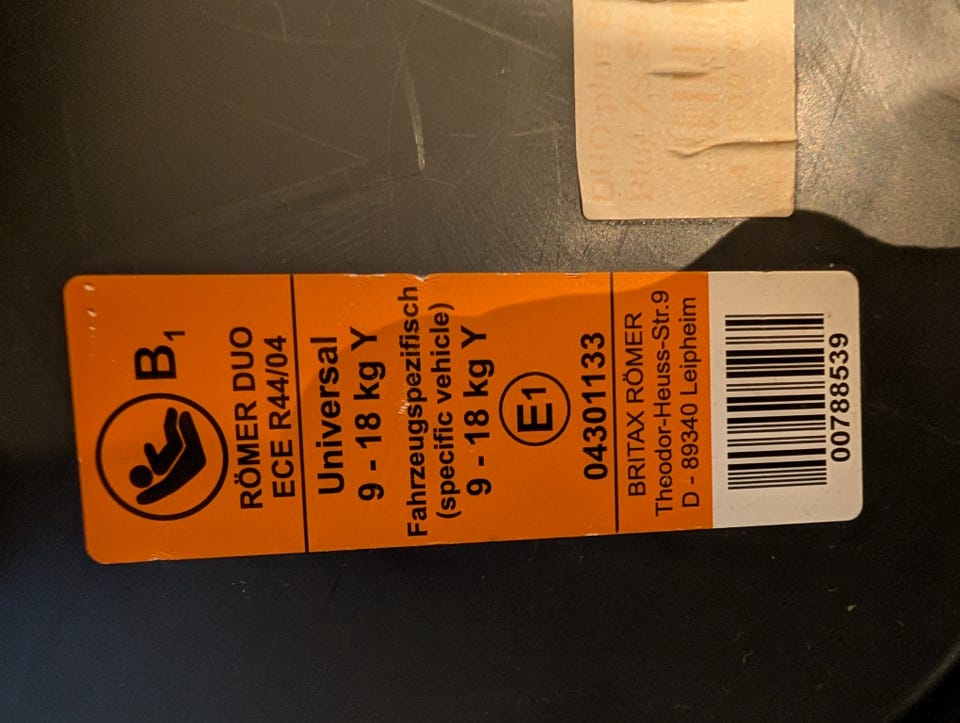 B1
RÖMER DUO
ECE R44/04
Universal
9 - 18 kg Y
Fahrzeugspezifisch
(specific vehicle)
9 - 18 kg Y
E1
04301133
BRITAX RÖMER
Theodor-Heuss-Str.9
D - 89340 Leipheim
00788539